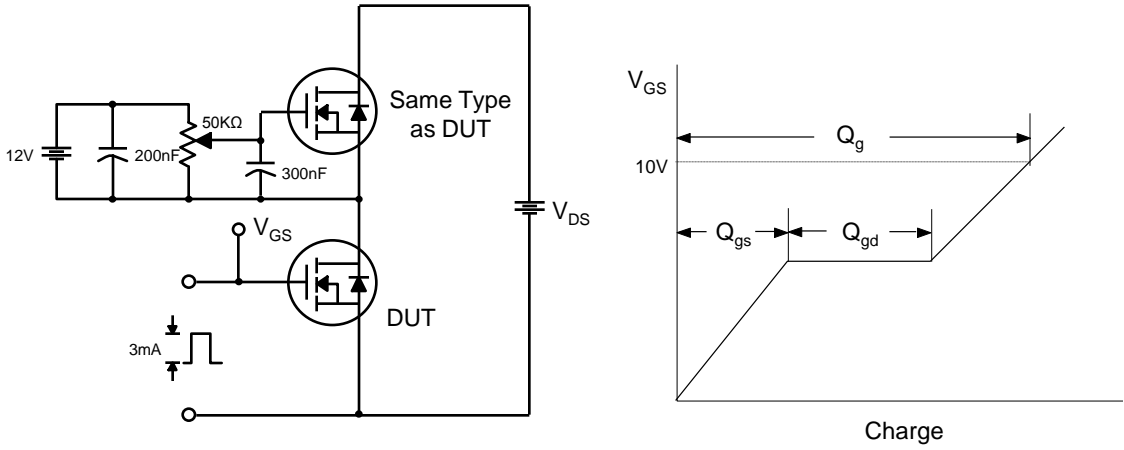 12V
200nF
50KΩ
300nF
Same Type
as DUT
V_DS
V_GS
DUT
3mA
V_GS
10V
Q_g
Q_gs
Q_gd
Charge